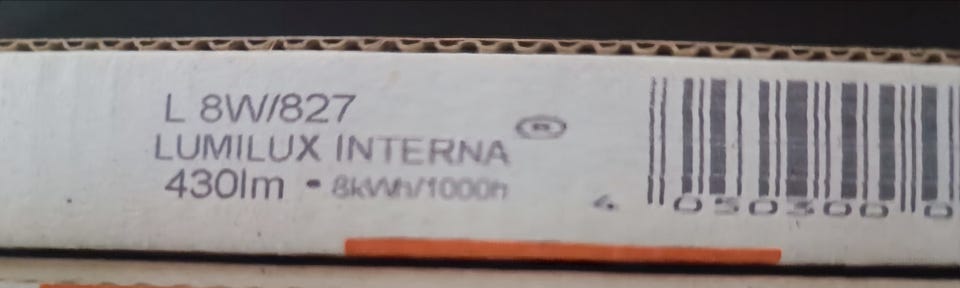 L 8W/827
LUMILUX INTERNA ®
430lm - 8kWh/1000h
4 050300 0